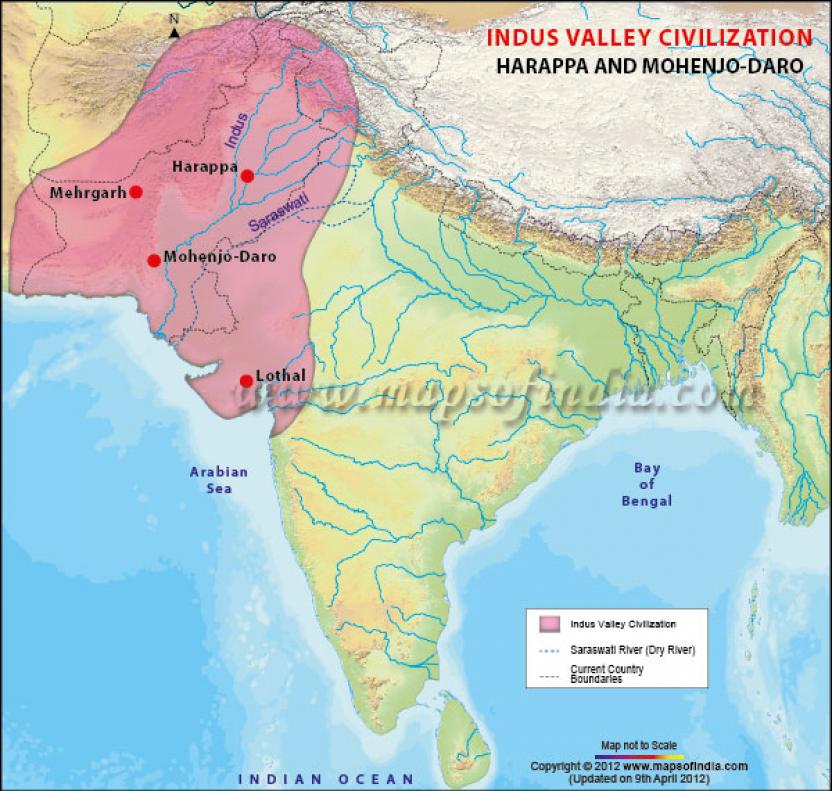 INDUS VALLEY CIVILIZATION
HARAPPA AND MOHENJO-DARO
N
Indus
Harappa
Mehrgarh
Saraswati
Mohenjo-Daro
Lothal
www.mapsofindia.com
Arabian
Sea
Bay
of
Bengal
Indus Valley Civilization
Saraswati River (Dry River)
Current Country
Boundaries
Map not to Scale
Copyright © 2012 www.mapsofindia.com
(Updated on 9th April 2012)
INDIAN OCEAN